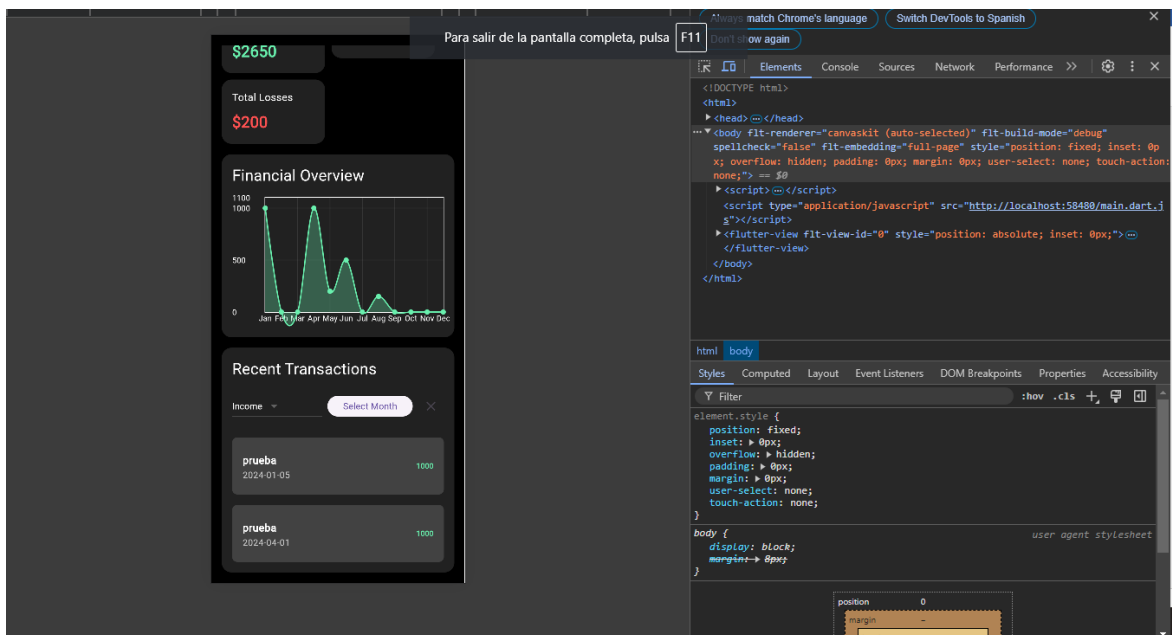 Para salir de la pantalla completa, pulsa F11
Always match Chrome's language Switch DevTools to Spanish
Don't show again
$2650
Total Losses
$200
Financial Overview
1100
1000
500
0
Jan Feb Mar Apr May Jun Jul Aug Sep Oct Nov Dec
Recent Transactions
Income Select Month
prueba
2024-01-05
1000
prueba
2024-04-01
1000
Elements Console Sources Network Performance
<!DOCTYPE html>
<html>
<head> </head>
<body flt-renderer="canvaskit (auto-selected)" flt-build-mode="debug"
spellcheck="false" flt-embedding="full-page" style="position: fixed; inset: 0p
x; overflow: hidden; padding: 0px; margin: 0px; user-select: none; touch-action:
none;"> == $0
<script> </script>
<script type="application/javascript" src="http://localhost:58480/main.dart.j
s"></script>
<flutter-view flt-view-id="0" style="position: absolute; inset: 0px;">
</flutter-view>
</body>
</html>
html body
Styles Computed Layout Event Listeners DOM Breakpoints Properties Accessibility
Filter :hov .cls
element.style {
position: fixed;
inset: 0px;
overflow: hidden;
padding: 0px;
margin: 0px;
user-select: none;
touch-action: none;
}
body { user agent stylesheet
display: block;
margin: 8px;
}
position 0
margin -